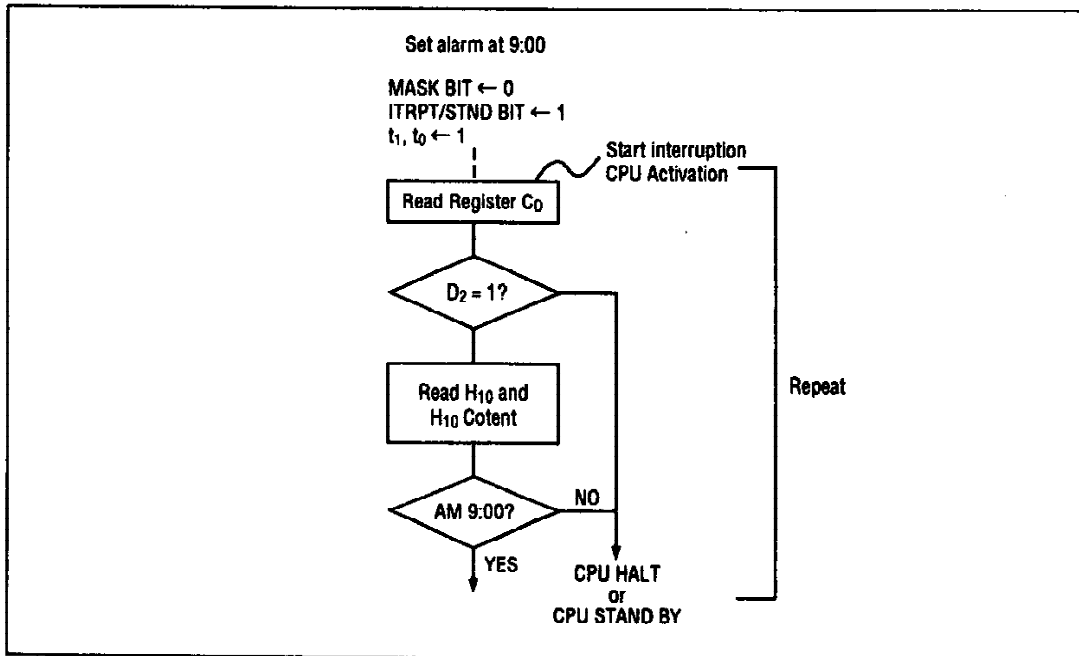 Set alarm at 9:00
MASK BIT ← 0
ITRPT/STND BIT ← 1
t₁, t₀ ← 1
Start interruption
CPU Activation
Read Register C_D
D₂ = 1?
Read H₁₀ and
H₁₀ Cotent
Repeat
AM 9:00?
NO
YES
CPU HALT
or
CPU STAND BY